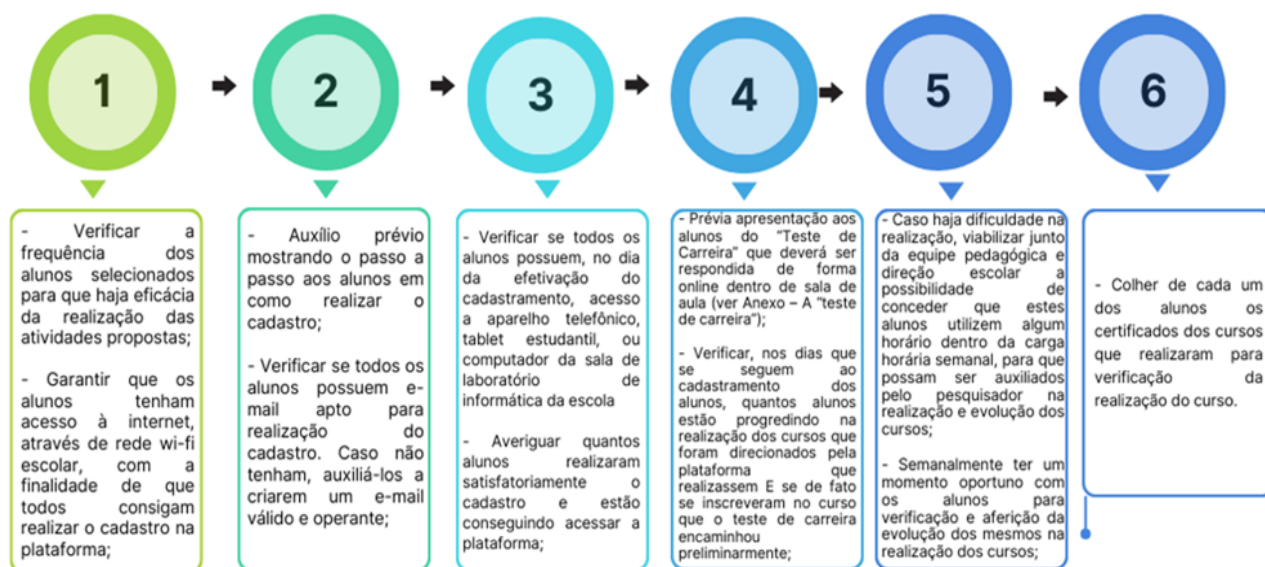 1
2
3
4
5
6
- Verificar a
frequência dos
alunos selecionados
para que haja eficácia
da realização das
atividades propostas;
- Garantir que os
alunos tenham
acesso à internet,
através de rede wi-fi
escolar, com a
finalidade de que
todos consigam
realizar o cadastro na
plataforma;
- Auxílio prévio
mostrando o passo a
passo aos alunos em
como realizar o
cadastro;
- Verificar se todos os
alunos possuem e-
mail apto para
realização do
cadastro. Caso não
tenham, auxiliá-los a
criarem um e-mail
válido e operante;
- Verificar se todos os
alunos possuem, no dia
da efetivação do
cadastramento, acesso
a aparelho telefônico,
tablet estudantil, ou
computador da sala de
laboratório de
informática da escola
- Averiguar quantos
alunos realizaram
satisfatoriamente o
cadastro e estão
conseguindo acessar a
plataforma;
- Prévia apresentação aos
alunos do “Teste de
Carreira” que deverá ser
respondida de forma
online dentro de sala de
aula (ver Anexo – A “teste
de carreira”);
- Verificar, nos dias que
se seguem ao
cadastramento dos
alunos, quantos alunos
estão progredindo na
realização dos cursos que
foram direcionados pela
plataforma que
realizassem E se de fato
se inscreveram no curso
que o teste de carreira
encaminhou
preliminarmente;
- Caso haja dificuldade na
realização, viabilizar junto
da equipe pedagógica e
direção escolar a
possibilidade de
conceder que estes
alunos utilizem algum
horário dentro da carga
horária semanal, para que
possam ser auxiliados
pelo pesquisador na
realização e evolução dos
cursos;
- Semanalmente ter um
momento oportuno com
os alunos para
verificação e aferição da
evolução dos mesmos na
realização dos cursos;
- Colher de cada um
dos alunos os
certificados dos cursos
que realizaram para
verificação da
realização do curso.